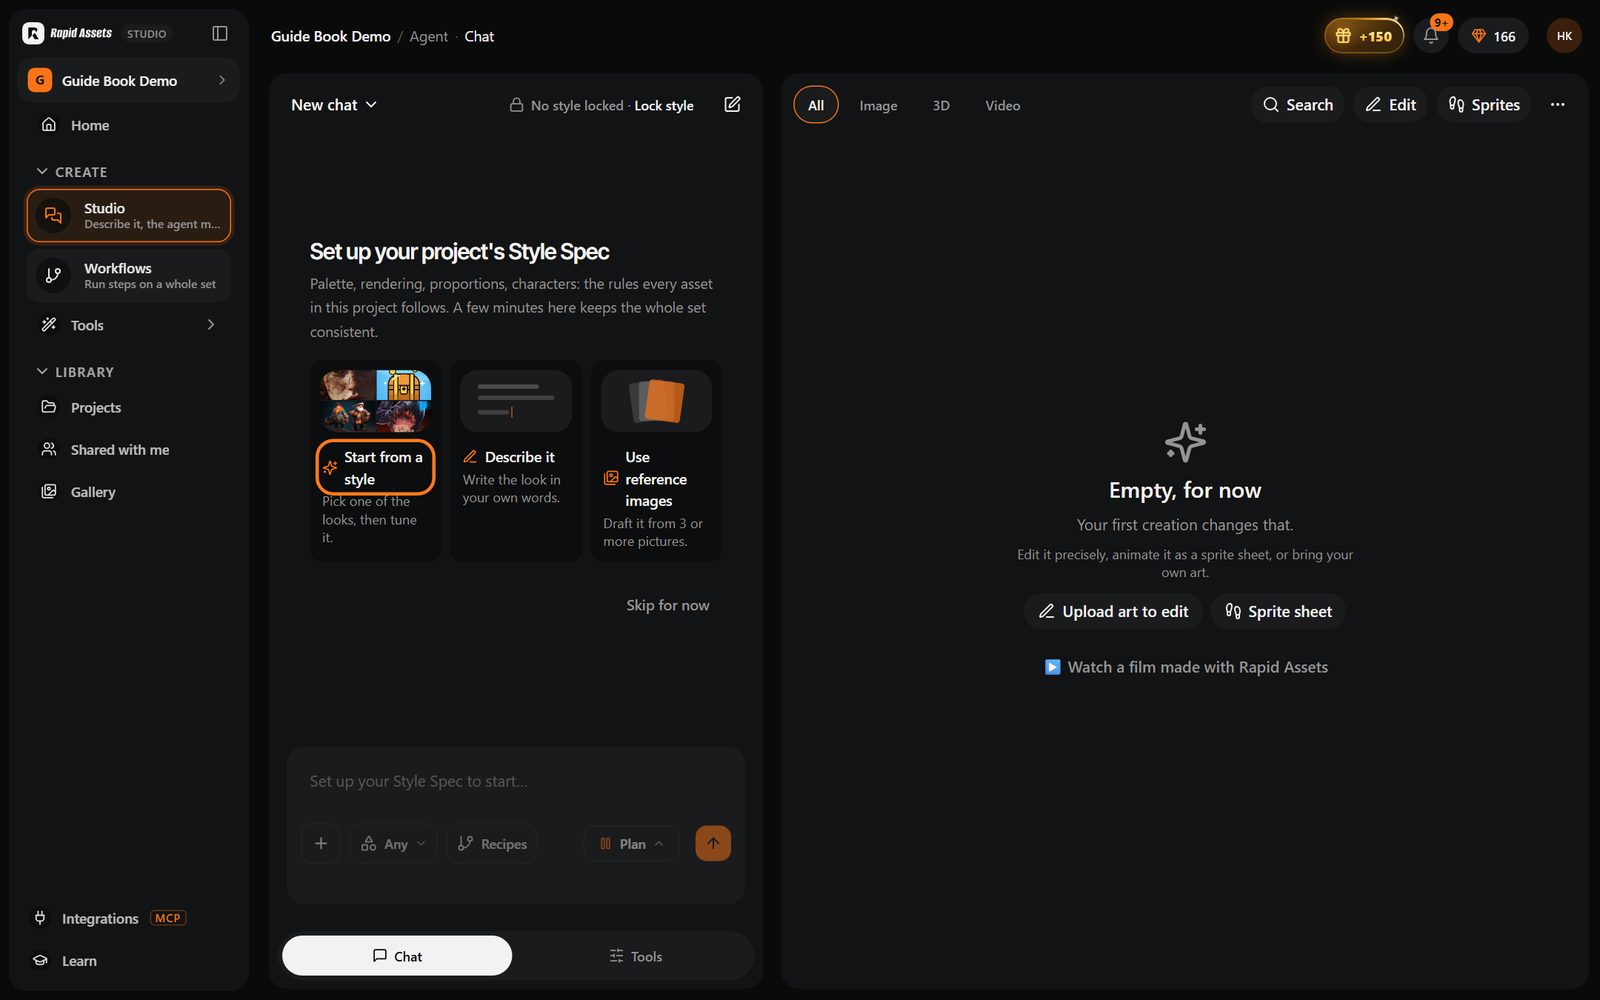 Rapid Assets STUDIO
G Guide Book Demo
Home
CREATE
Studio
Describe it, the agent m...
Workflows
Run steps on a whole set
Tools
LIBRARY
Projects
Shared with me
Gallery
Integrations MCP
Learn
Guide Book Demo / Agent · Chat
+150
9+
166
HK
New chat
No style locked · Lock style
Set up your project's Style Spec
Palette, rendering, proportions, characters: the rules every asset
in this project follows. A few minutes here keeps the whole set
consistent.
Start from a
style
Pick one of the
looks, then tune
it.
Describe it
Write the look in
your own words.
Use
reference
images
Draft it from 3 or
more pictures.
Skip for now
Set up your Style Spec to start...
Any
Recipes
Plan
Chat
Tools
All
Image
3D
Video
Search
Edit
Sprites
Empty, for now
Your first creation changes that.
Edit it precisely, animate it as a sprite sheet, or bring your
own art.
Upload art to edit
Sprite sheet
Watch a film made with Rapid Assets